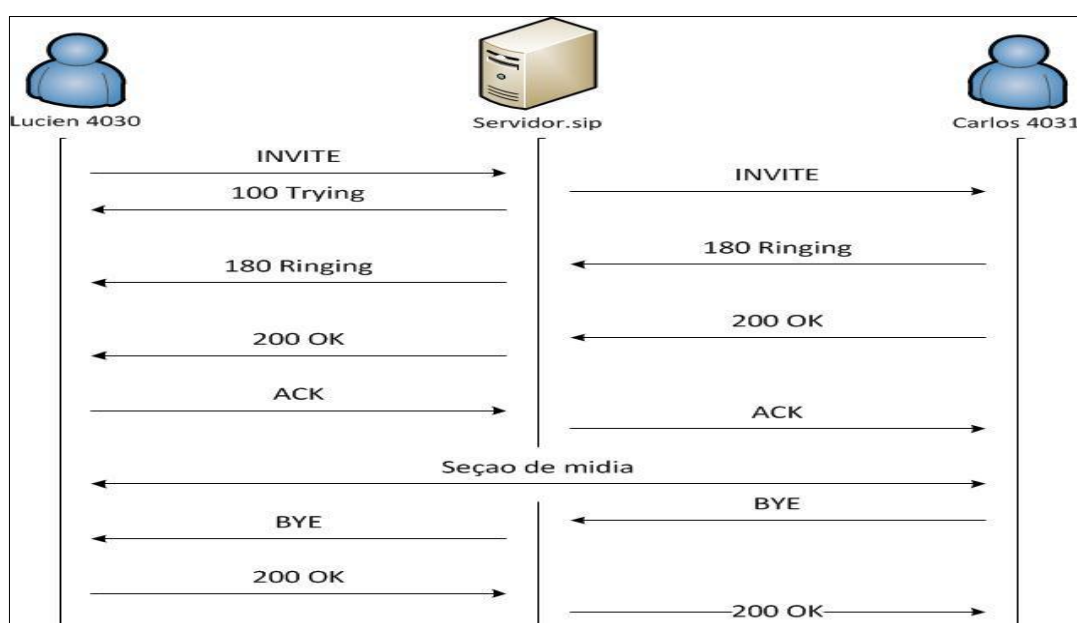 Lucien 4030
Servidor.sip
Carlos 4031
INVITE
INVITE
100 Trying
180 Ringing
180 Ringing
200 OK
200 OK
ACK
ACK
Seçao de midia
BYE
BYE
200 OK
200 OK